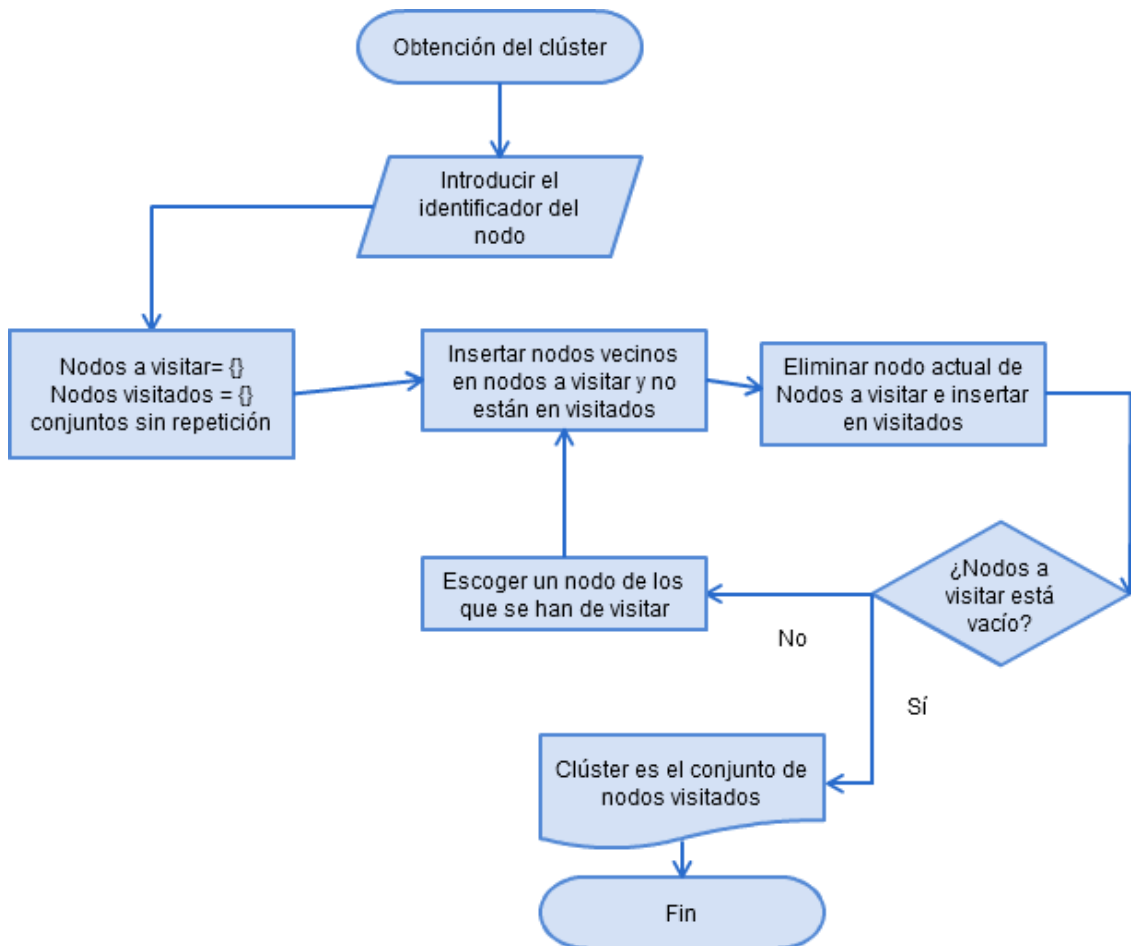 Obtención del clúster
Introducir el
identificador del
nodo
Nodos a visitar= {}
Nodos visitados = {}
conjuntos sin repetición
Insertar nodos vecinos
en nodos a visitar y no
están en visitados
Eliminar nodo actual de
Nodos a visitar e insertar
en visitados
¿Nodos a
visitar está
vacío?
Escoger un nodo de los
que se han de visitar
No
Sí
Clúster es el conjunto de
nodos visitados
Fin